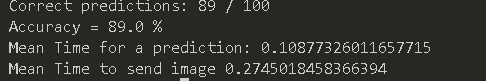 Correct predictions: 89 / 100
Accuracy = 89.0 %
Mean Time for a prediction: 0.10877326011657715
Mean Time to send image 0.2745018458366394